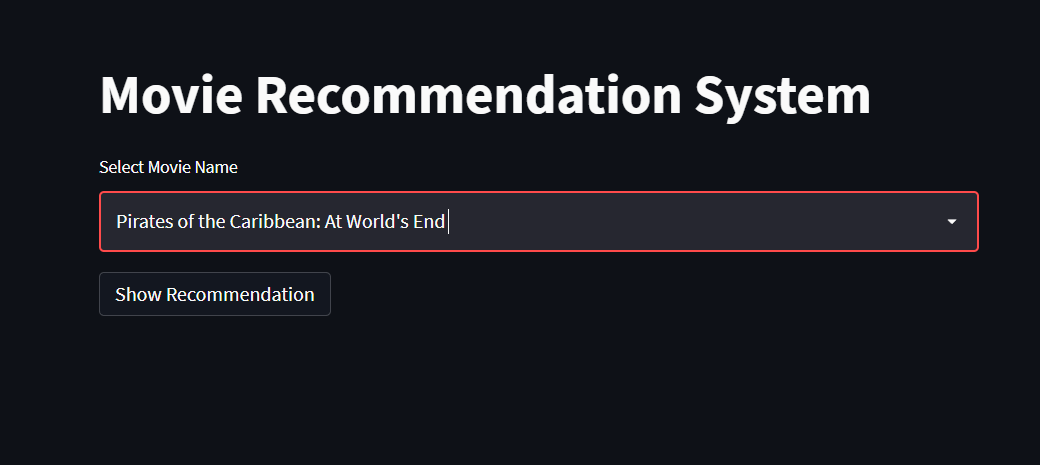 Movie Recommendation System
Select Movie Name
Pirates of the Caribbean: At World's End
Show Recommendation